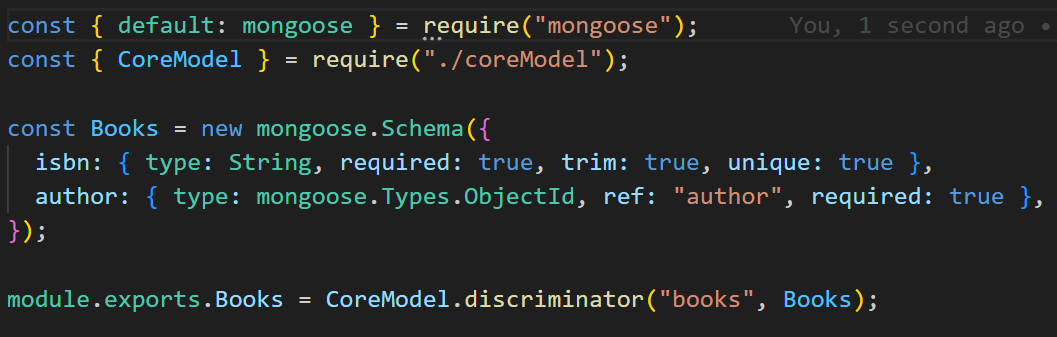 const { default: mongoose } = require("mongoose");      You, 1 second ago •
const { CoreModel } = require("./coreModel");

const Books = new mongoose.Schema({
  isbn: { type: String, required: true, trim: true, unique: true },
  author: { type: mongoose.Types.ObjectId, ref: "author", required: true },
});

module.exports.Books = CoreModel.discriminator("books", Books);